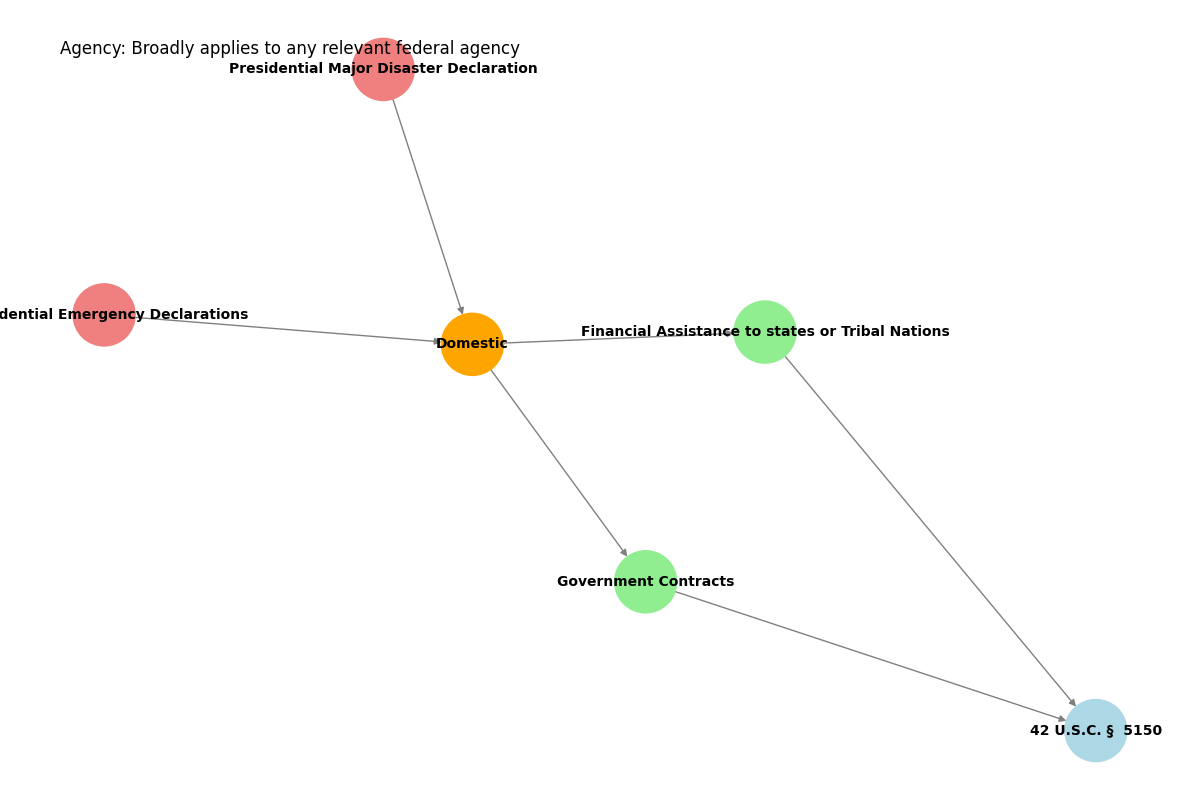 Agency: Broadly applies to any relevant federal agency
Presidential Major Disaster Declaration
dential Emergency Declarations
Domestic
Financial Assistance to states or Tribal Nations
Government Contracts
42 U.S.C. §  5150